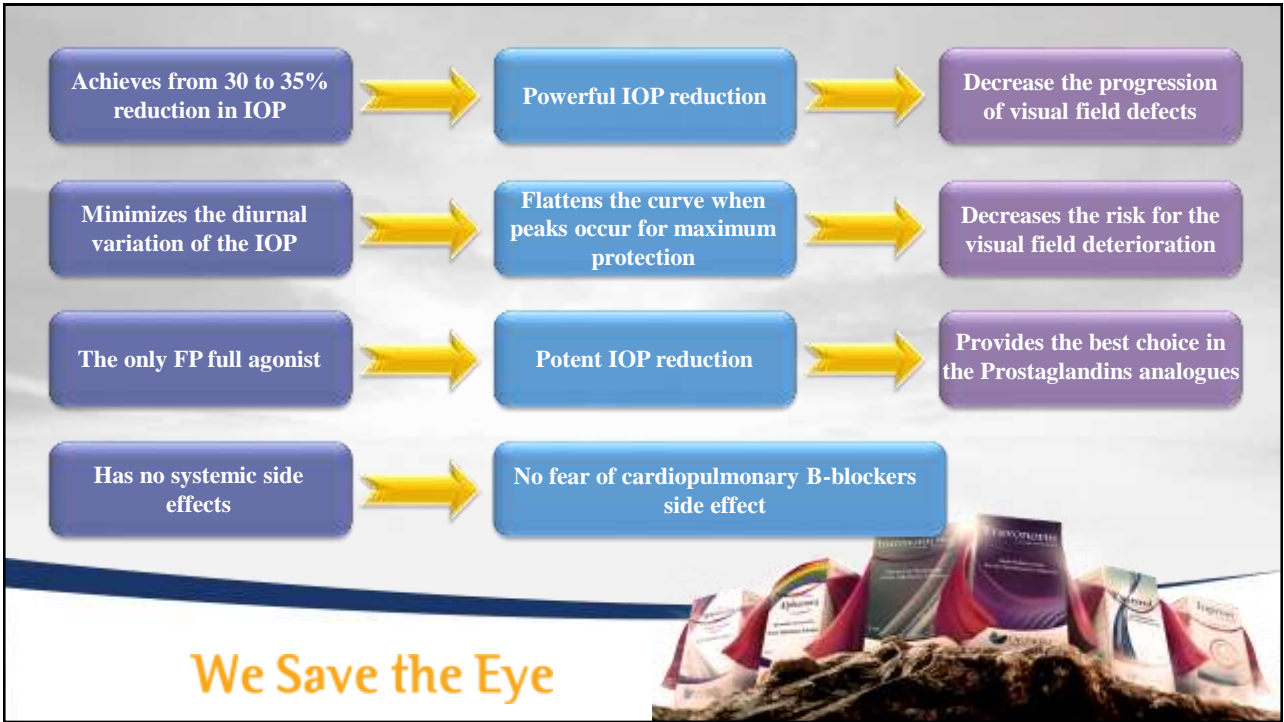 Achieves from 30 to 35%
reduction in IOP
Powerful IOP reduction
Decrease the progression
of visual field defects
Minimizes the diurnal
variation of the IOP
Flattens the curve when
peaks occur for maximum
protection
Decreases the risk for the
visual field deterioration
The only FP full agonist
Potent IOP reduction
Provides the best choice in
the Prostaglandins analogues
Has no systemic side
effects
No fear of cardiopulmonary B-blockers
side effect
We Save the Eye